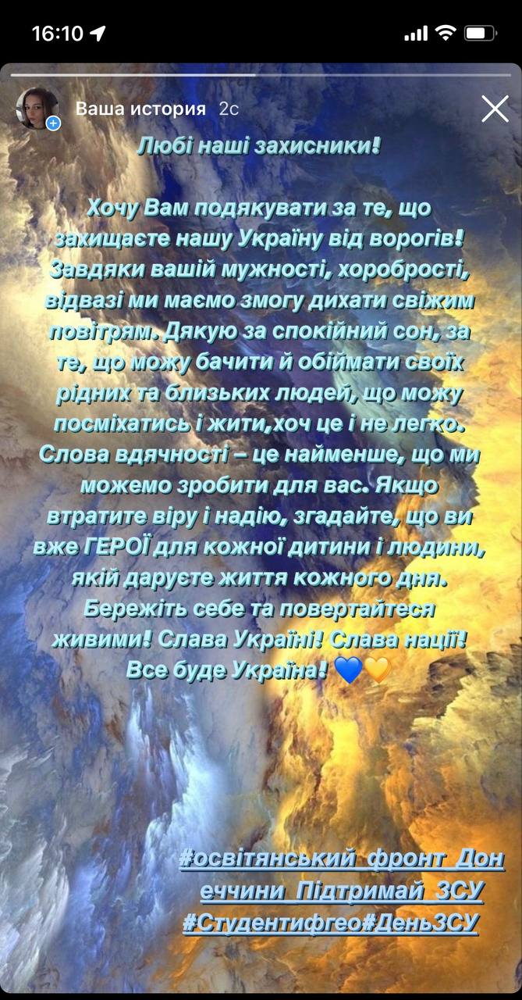 16:10
Ваша история 2с
Любі наші захисники!
Хочу Вам подякувати за те, що
захищаєте нашу Україну від ворогів!
Завдяки вашій мужності, хоробрості,
відвазі ми маємо змогу дихати свіжим
повітрям. Дякую за спокійний сон, за
те, що можу бачити й обіймати своїх
рідних та близьких людей, що можу
посміхатись і жити,хоч це і не легко.
Слова вдячності – це найменше, що ми
можемо зробити для вас. Якщо
втратите віру і надію, згадайте, що ви
вже ГЕРОЇ для кожної дитини і людини,
якій даруєте життя кожного дня.
Бережіть себе та повертайтеся
живими! Слава Україні! Слава нації!
Все буде Україна! 💙💛
#освітянський_фронт_Дон
еччини_Підтримай_ЗСУ
#Студентифгео#ДеньЗСУ